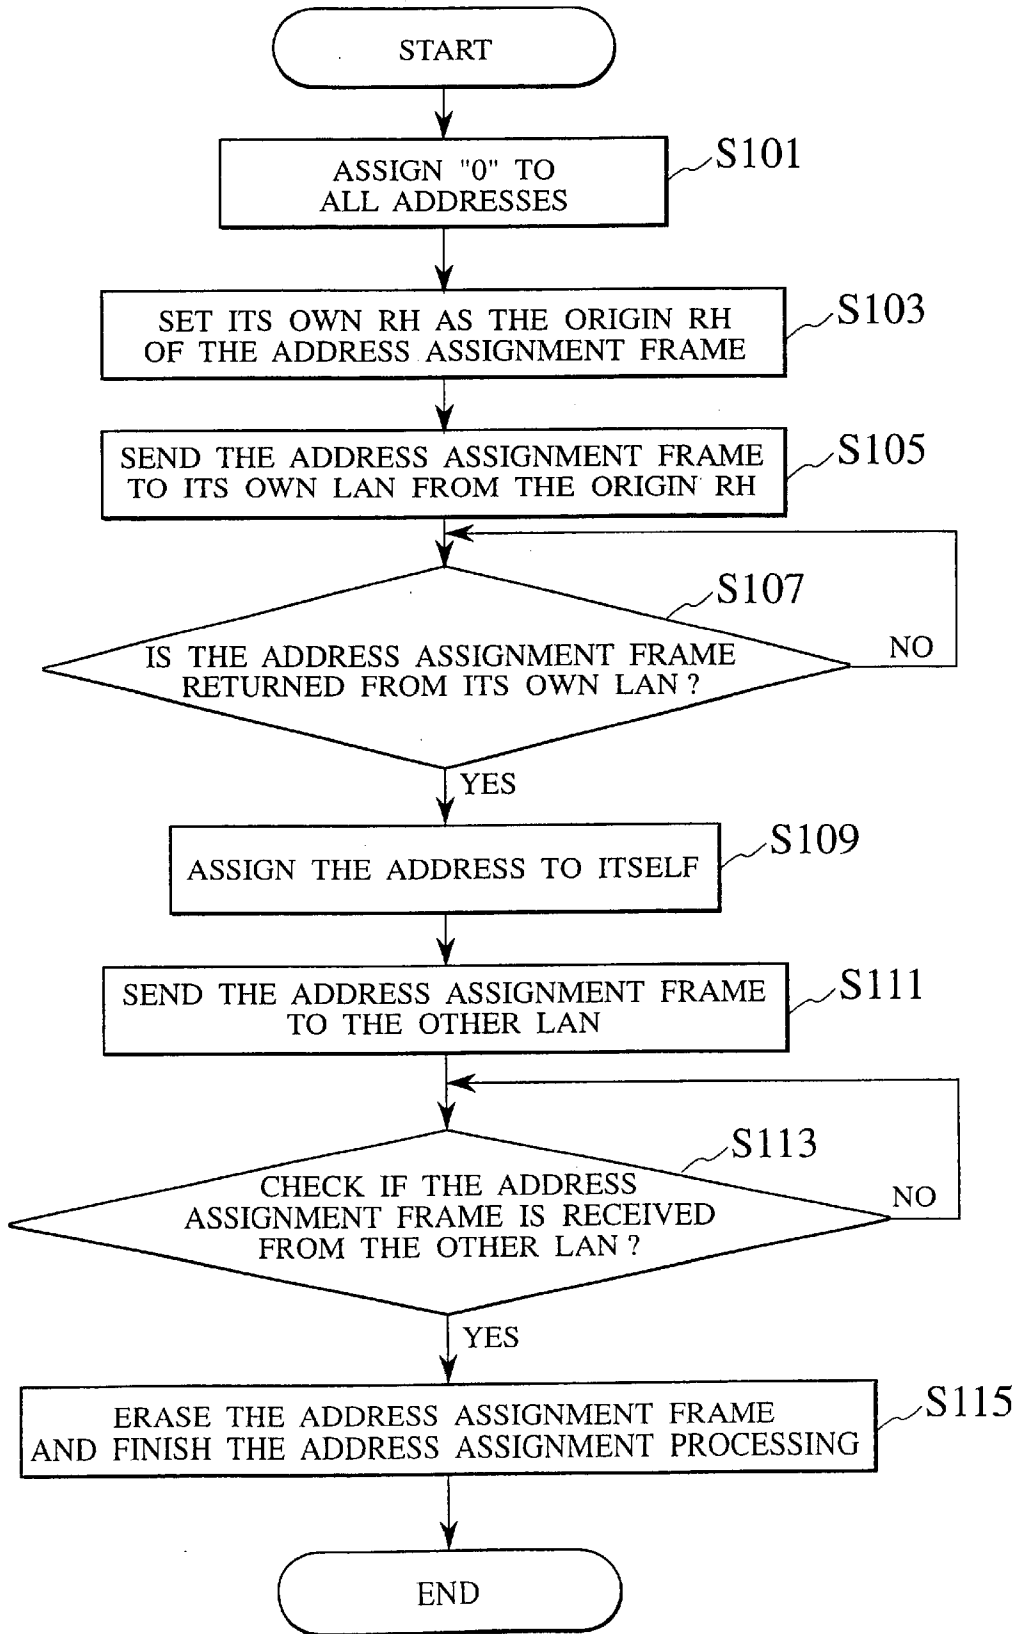 START
ASSIGN "0" TO
ALL ADDRESSES
S101
SET ITS OWN RH AS THE ORIGIN RH
OF THE ADDRESS ASSIGNMENT FRAME
S103
SEND THE ADDRESS ASSIGNMENT FRAME
TO ITS OWN LAN FROM THE ORIGIN RH
S105
S107
IS THE ADDRESS ASSIGNMENT FRAME
RETURNED FROM ITS OWN LAN ?
NO
YES
S109
ASSIGN THE ADDRESS TO ITSELF
SEND THE ADDRESS ASSIGNMENT FRAME
TO THE OTHER LAN
S111
S113
CHECK IF THE ADDRESS
ASSIGNMENT FRAME IS RECEIVED
FROM THE OTHER LAN ?
NO
YES
ERASE THE ADDRESS ASSIGNMENT FRAME
AND FINISH THE ADDRESS ASSIGNMENT PROCESSING
S115
END